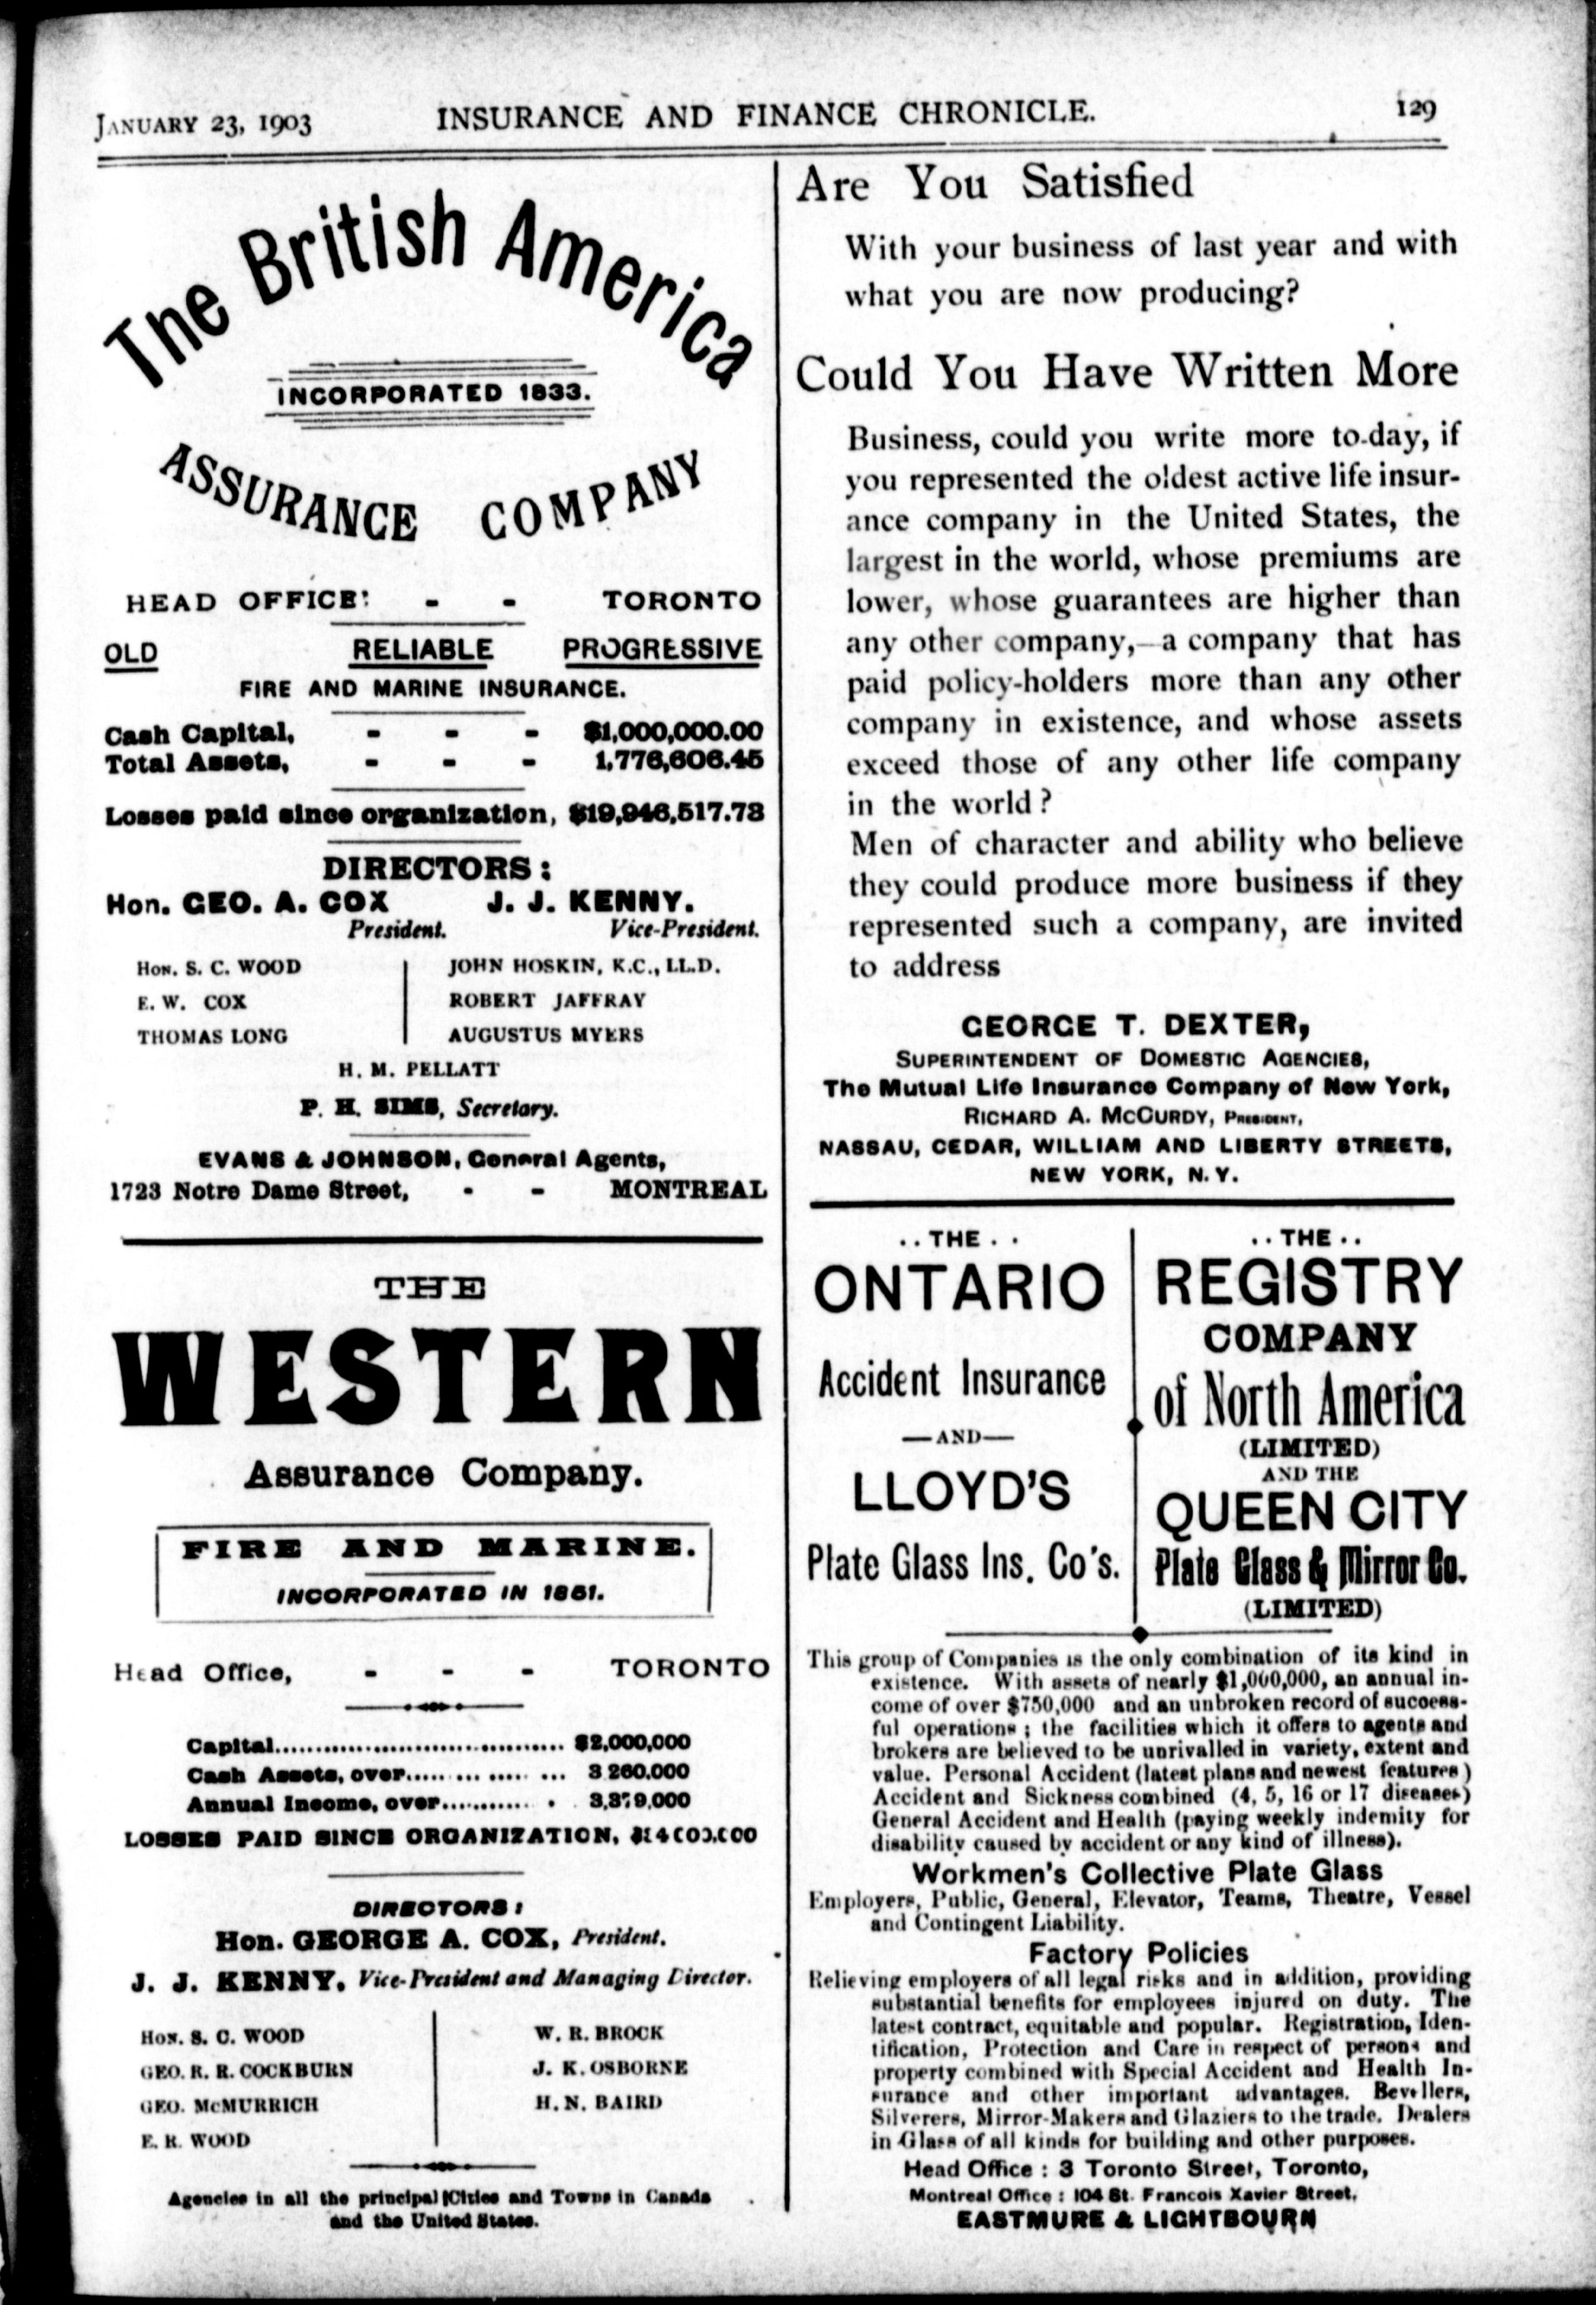 JANUARY 23, 1903 INSURANCE AND FINANCE CHRONICLE. 129
The British America
INCORPORATED 1833.
ASSURANCE COMPANY
HEAD OFFICE: - - TORONTO
OLD RELIABLE PROGRESSIVE
FIRE AND MARINE INSURANCE.
Cash Capital, - - - $1,000,000.00
Total Assets, - - - 1,776,606.45
Losses paid since organization, $19,946,517.73
DIRECTORS:
Hon. GEO. A. COX J. J. KENNY.
President. Vice-President.
HON. S. C. WOOD JOHN HOSKIN, K.C., LL.D.
E. W. COX ROBERT JAFFRAY
THOMAS LONG AUGUSTUS MYERS
H. M. PELLATT
P. H. SIMS, Secretary.
EVANS & JOHNSON, General Agents,
1723 Notre Dame Street, - - MONTREAL
THE
WESTERN
Assurance Company.
FIRE AND MARINE.
INCORPORATED IN 1851.
Head Office, - - - TORONTO
Capital.................................... $2,000,000
Cash Assets, over..... ... ..... ... 3 260.000
Annual Income, over........... . 3,379,000
LOSSES PAID SINCE ORGANIZATION,
DIRECTORS:
Hon. GEORGE A. COX, President.
J. J. KENNY, Vice-President and Managing Director.
HON. S. C. WOOD W. R. BROCK
GEO. R. R. COCKBURN J. K. OSBORNE
GEO. McMURRICH H. N. BAIRD
E. R. WOOD
Agencies in all the principal Cities and Towns in Canada
and the United States.
Are You Satisfied
With your business of last year and with
what you are now producing?
Could You Have Written More
Business, could you write more to-day, if
you represented the oldest active life insur-
ance company in the United States, the
largest in the world, whose premiums are
lower, whose guarantees are higher than
any other company,—a company that has
paid policy-holders more than any other
company in existence, and whose assets
exceed those of any other life company
in the world?
Men of character and ability who believe
they could produce more business if they
represented such a company, are invited
to address
GEORGE T. DEXTER,
SUPERINTENDENT OF DOMESTIC AGENCIES,
The Mutual Life Insurance Company of New York,
RICHARD A. MCCURDY, PRESIDENT,
NASSAU, CEDAR, WILLIAM AND LIBERTY STREETS,
NEW YORK, N. Y.
..THE..
ONTARIO
Accident Insurance
—AND—
LLOYD'S
Plate Glass Ins. Co's.
..THE..
REGISTRY
COMPANY
of North America
(LIMITED)
AND THE
QUEEN CITY
Plate Glass & Mirror Co.
(LIMITED)
This group of Companies is the only combination of its kind in
existence. With assets of nearly $1,000,000, an annual in-
come of over $750,000 and an unbroken record of success-
ful operations; the facilities which it offers to agents and
brokers are believed to be unrivalled in variety, extent and
value. Personal Accident (latest plans and newest features)
Accident and Sickness combined (4, 5, 16 or 17 diseases)
General Accident and Health (paying weekly indemity for
disability caused by accident or any kind of illness).
Workmen's Collective Plate Glass
Employers, Public, General, Elevator, Teams, Theatre, Vessel
and Contingent Liability.
Factory Policies
Relieving employers of all legal risks and in addition, providing
substantial benefits for employees injured on duty. The
latest contract, equitable and popular. Registration, Iden-
tification, Protection and Care in respect of persons and
property combined with Special Accident and Health In-
surance and other important advantages. Bevellers,
Silverers, Mirror-Makers and Glaziers to the trade. Dealers
in Glass of all kinds for building and other purposes.
Head Office: 3 Toronto Street, Toronto,
Montreal Office: 104 St. Francois Xavier Street,
EASTMURE & LIGHTBOURN